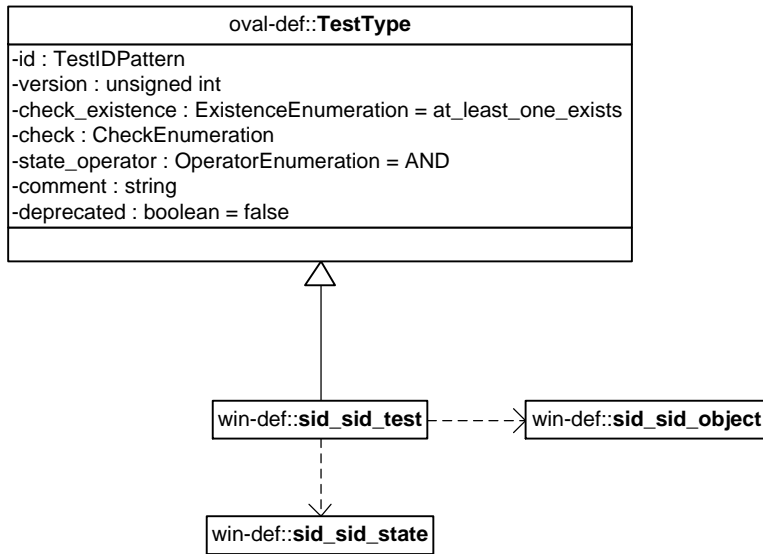 oval-def::TestType
-id : TestIDPattern
-version : unsigned int
-check_existence : ExistenceEnumeration = at_least_one_exists
-check : CheckEnumeration
-state_operator : OperatorEnumeration = AND
-comment : string
-deprecated : boolean = false
win-def::sid_sid_test
win-def::sid_sid_object
win-def::sid_sid_state